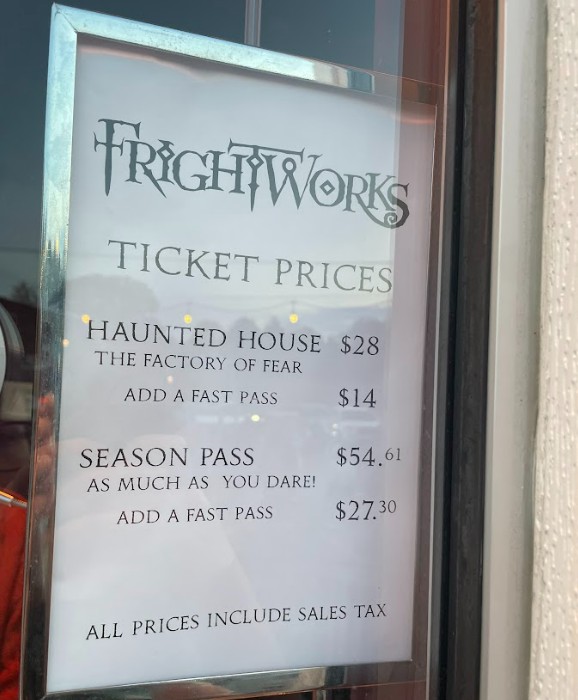 FRIGHTWORKS
TICKET PRICES
HAUNTED HOUSE $28
THE FACTORY OF FEAR
ADD A FAST PASS $14
SEASON PASS $54.61
AS MUCH AS YOU DARE!
ADD A FAST PASS $27.30
ALL PRICES INCLUDE SALES TAX